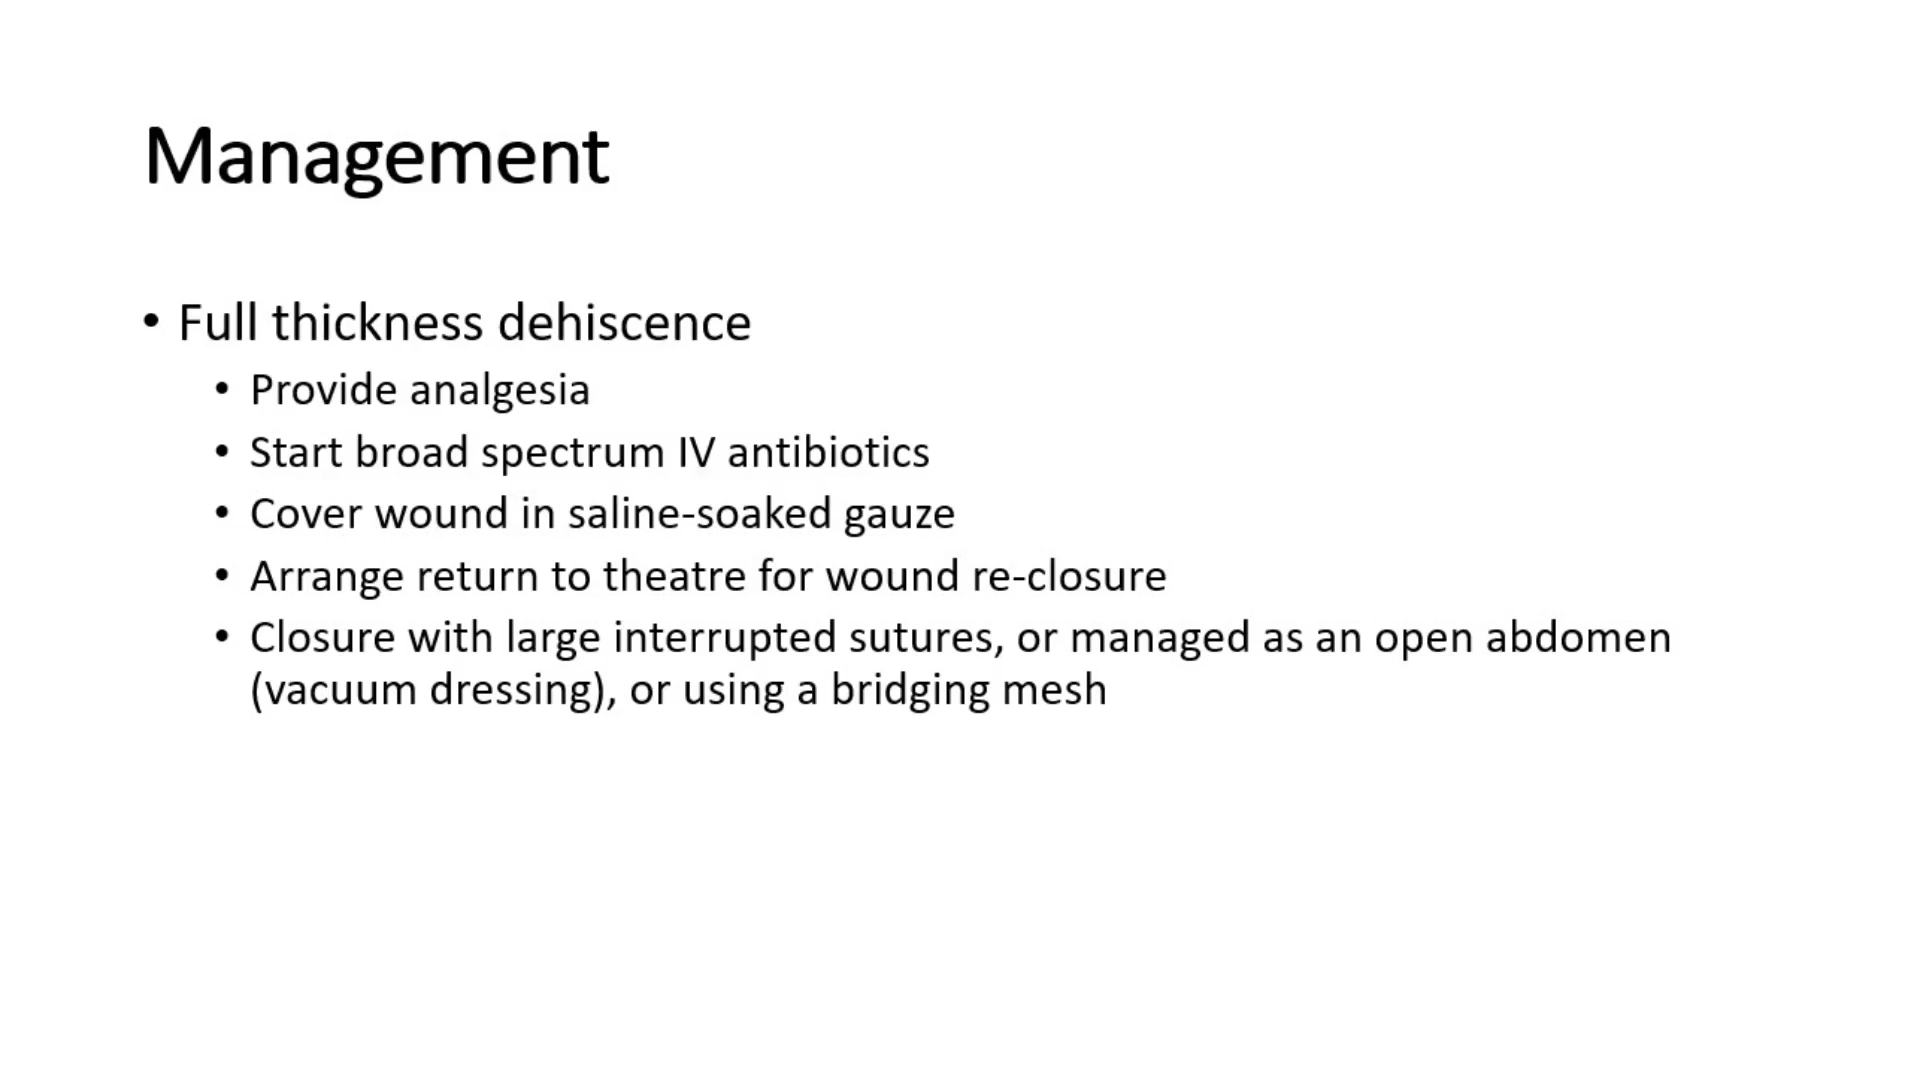 Management
• Full thickness dehiscence
• Provide analgesia
• Start broad spectrum IV antibiotics
• Cover wound in saline-soaked gauze
• Arrange return to theatre for wound re-closure
• Closure with large interrupted sutures, or managed as an open abdomen
(vacuum dressing), or using a bridging mesh